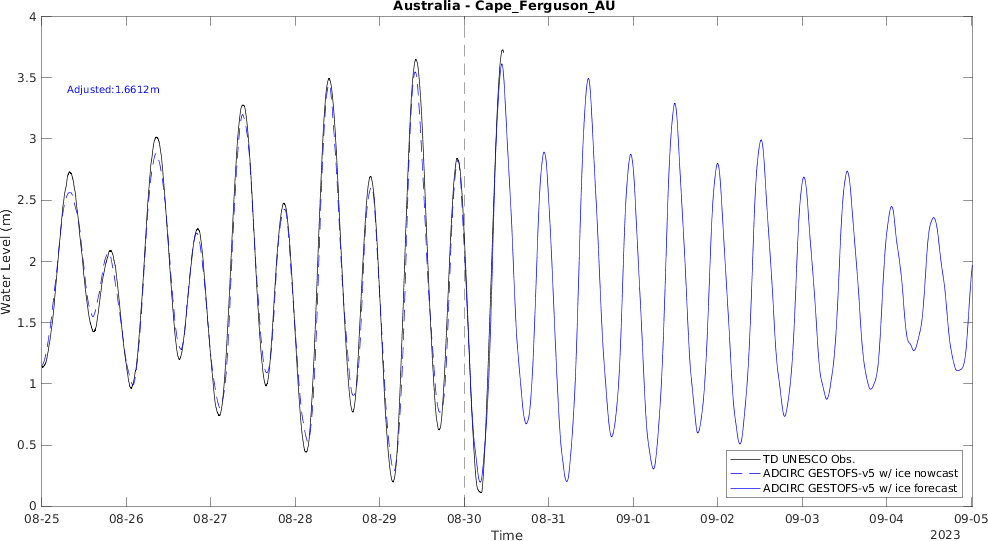 Australia - Cape_Ferguson_AU
Water Level (m)
4
3.5
3
2.5
2
1.5
1
0.5
0
Adjusted:1.6612m
TD UNESCO Obs.
ADCIRC GESTOFS-v5 w/ ice nowcast
ADCIRC GESTOFS-v5 w/ ice forecast
08-25 08-26 08-27 08-28 08-29 08-30 08-31 09-01 09-02 09-03 09-04 09-05
Time
2023